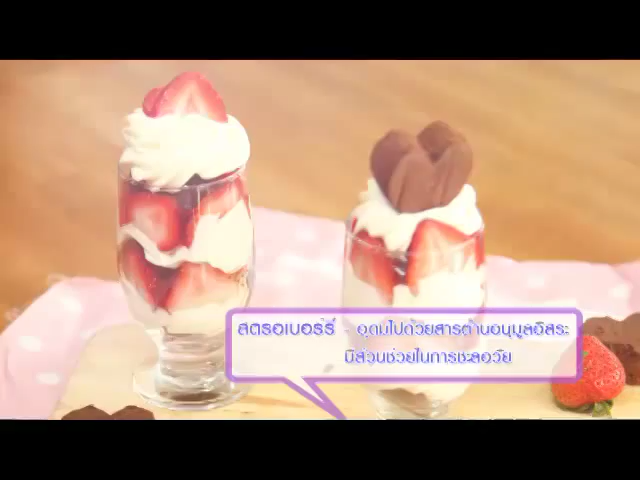 สตรอเบอร์รี่ - อุดมไปด้วยสารต้านอนุมูลอิสระ
มีส่วนช่วยในการชะลอวัย